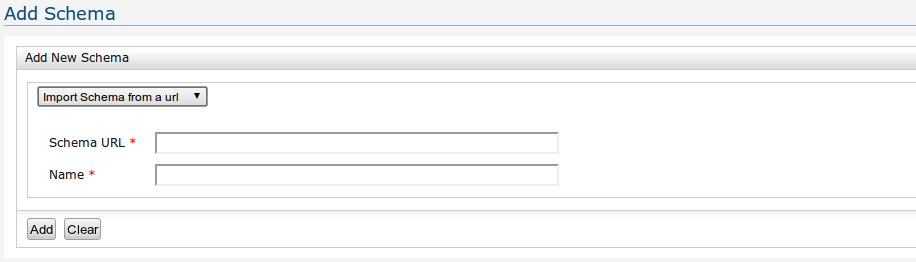 Add Schema
Add New Schema
Import Schema from a url
Schema URL *
Name *
Add Clear